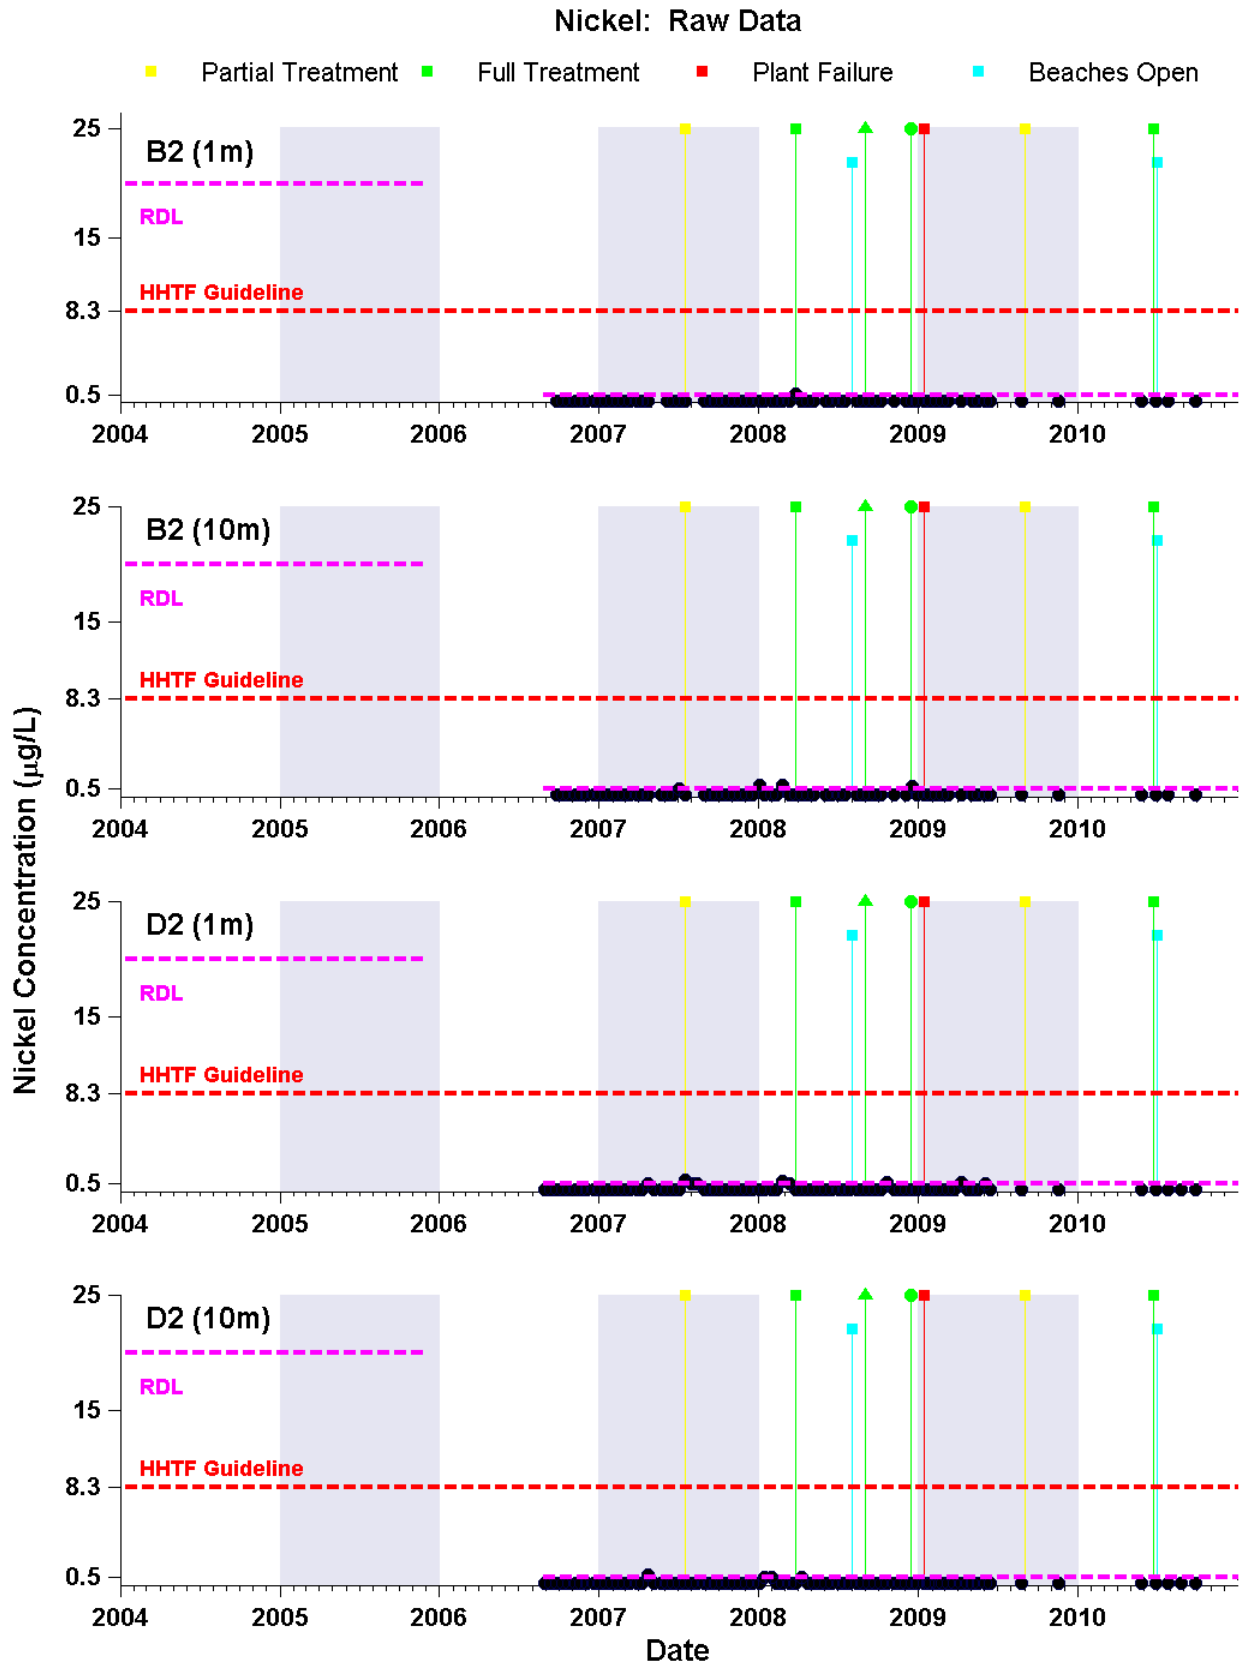 Nickel: Raw Data
Partial Treatment Full Treatment Plant Failure Beaches Open
25
B2 (1m)
RDL
15
HHTF Guideline
8.3
0.5
2004 2005 2006 2007 2008 2009 2010
25
B2 (10m)
RDL
15
HHTF Guideline
8.3
0.5
2004 2005 2006 2007 2008 2009 2010
Nickel Concentration (µg/L)
25
D2 (1m)
RDL
15
HHTF Guideline
8.3
0.5
2004 2005 2006 2007 2008 2009 2010
25
D2 (10m)
RDL
15
HHTF Guideline
8.3
0.5
2004 2005 2006 2007 2008 2009 2010
Date